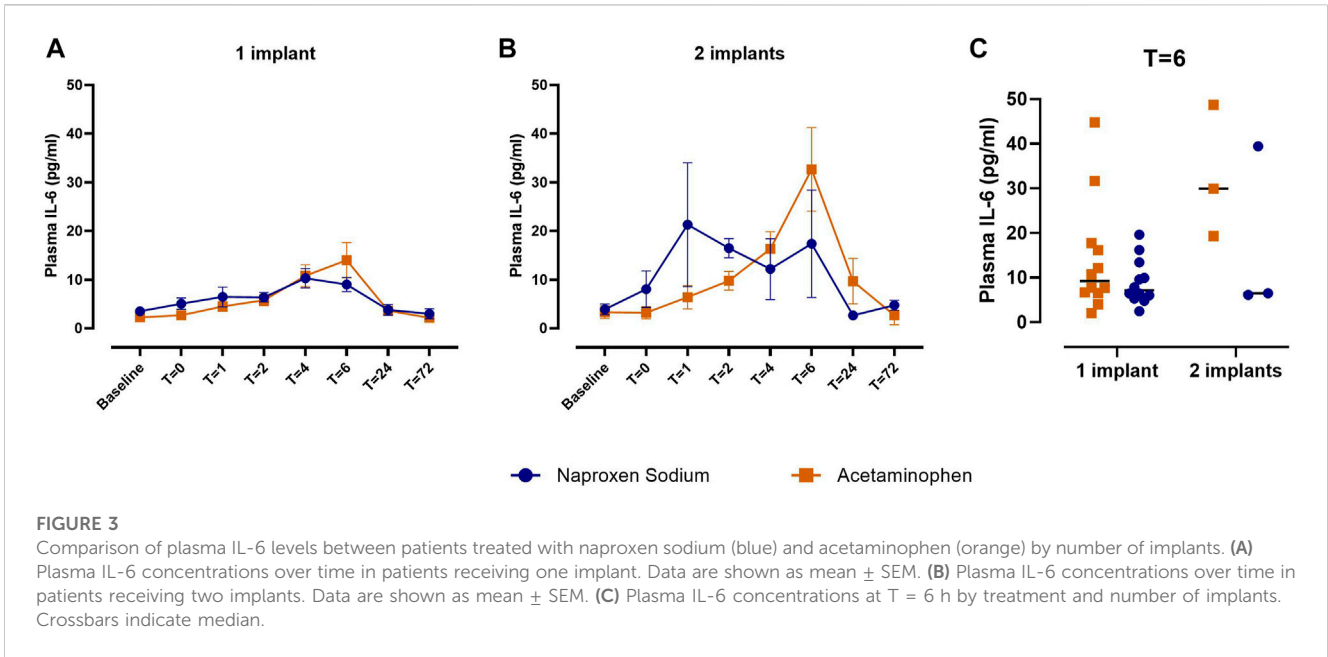 A
1 implant
Plasma IL-6 (pg/ml)
50
40
30
20
10
0
Baseline
T=0
T=1
T=2
T=4
T=6
T=24
T=72
B
2 implants
Plasma IL-6 (pg/ml)
50
40
30
20
10
0
Baseline
T=0
T=1
T=2
T=4
T=6
T=24
T=72
C
T=6
Plasma IL-6 (pg/ml)
50
40
30
20
10
0
1 implant
2 implants
Naproxen Sodium
Acetaminophen
FIGURE 3
Comparison of plasma IL-6 levels between patients treated with naproxen sodium (blue) and acetaminophen (orange) by number of implants. (A)
Plasma IL-6 concentrations over time in patients receiving one implant. Data are shown as mean ± SEM. (B) Plasma IL-6 concentrations over time in
patients receiving two implants. Data are shown as mean ± SEM. (C) Plasma IL-6 concentrations at T = 6 h by treatment and number of implants.
Crossbars indicate median.